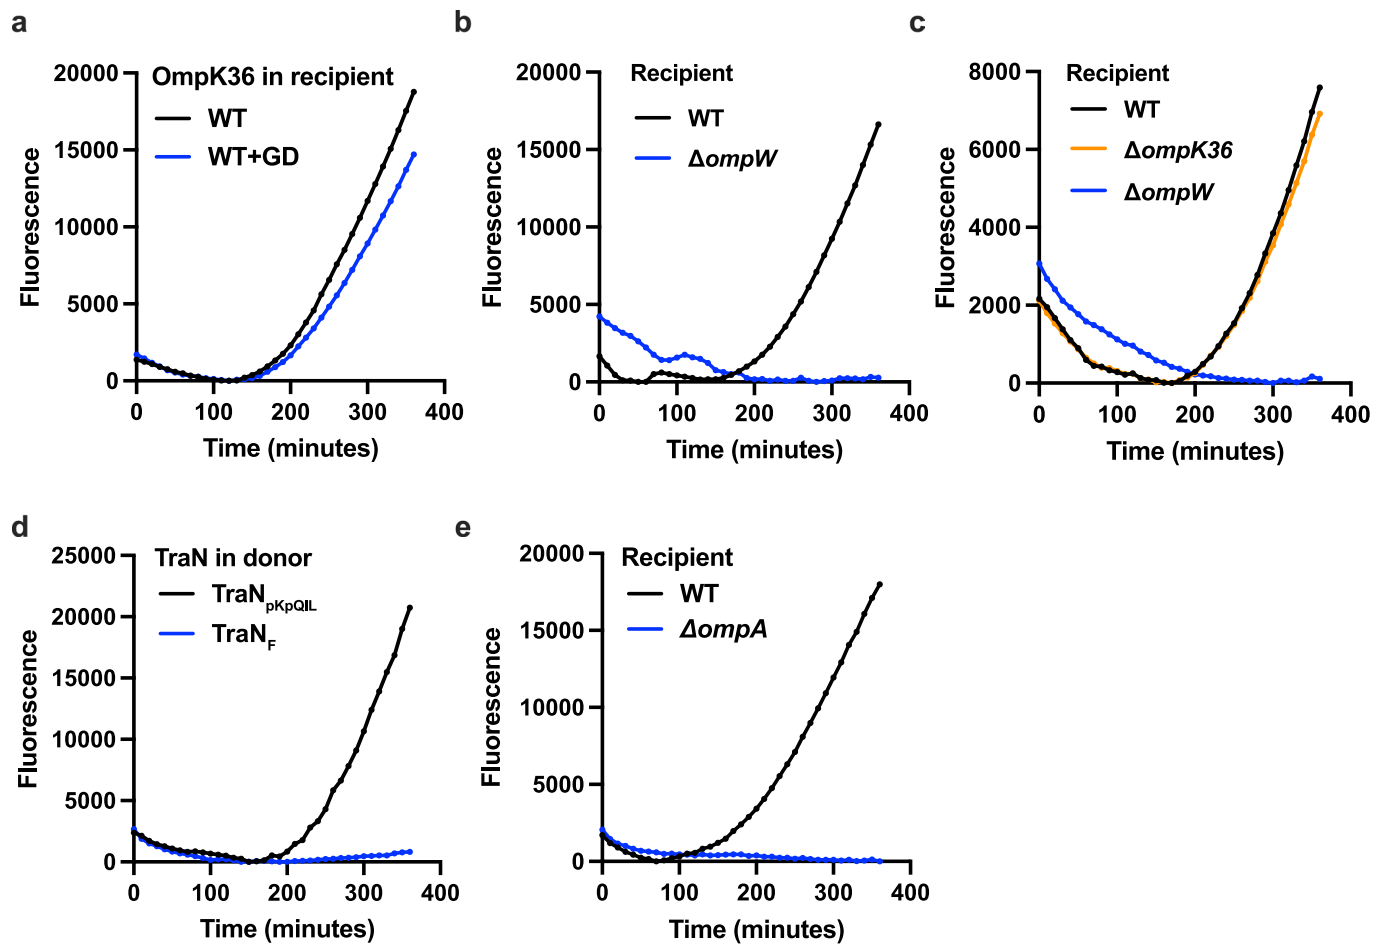 a
OmpK36 in recipient
WT
WT+GD
20000
15000
10000
5000
0
0 100 200 300 400
Fluorescence
Time (minutes)
b
Recipient
WT
ΔompW
20000
15000
10000
5000
0
0 100 200 300 400
Fluorescence
Time (minutes)
c
Recipient
WT
ΔompK36
ΔompW
8000
6000
4000
2000
0
0 100 200 300 400
Fluorescence
Time (minutes)
d
TraN in donor
TraNpKpQIL
TraNF
25000
20000
15000
10000
5000
0
0 100 200 300 400
Fluorescence
Time (minutes)
e
Recipient
WT
ΔompA
20000
15000
10000
5000
0
0 100 200 300 400
Fluorescence
Time (minutes)